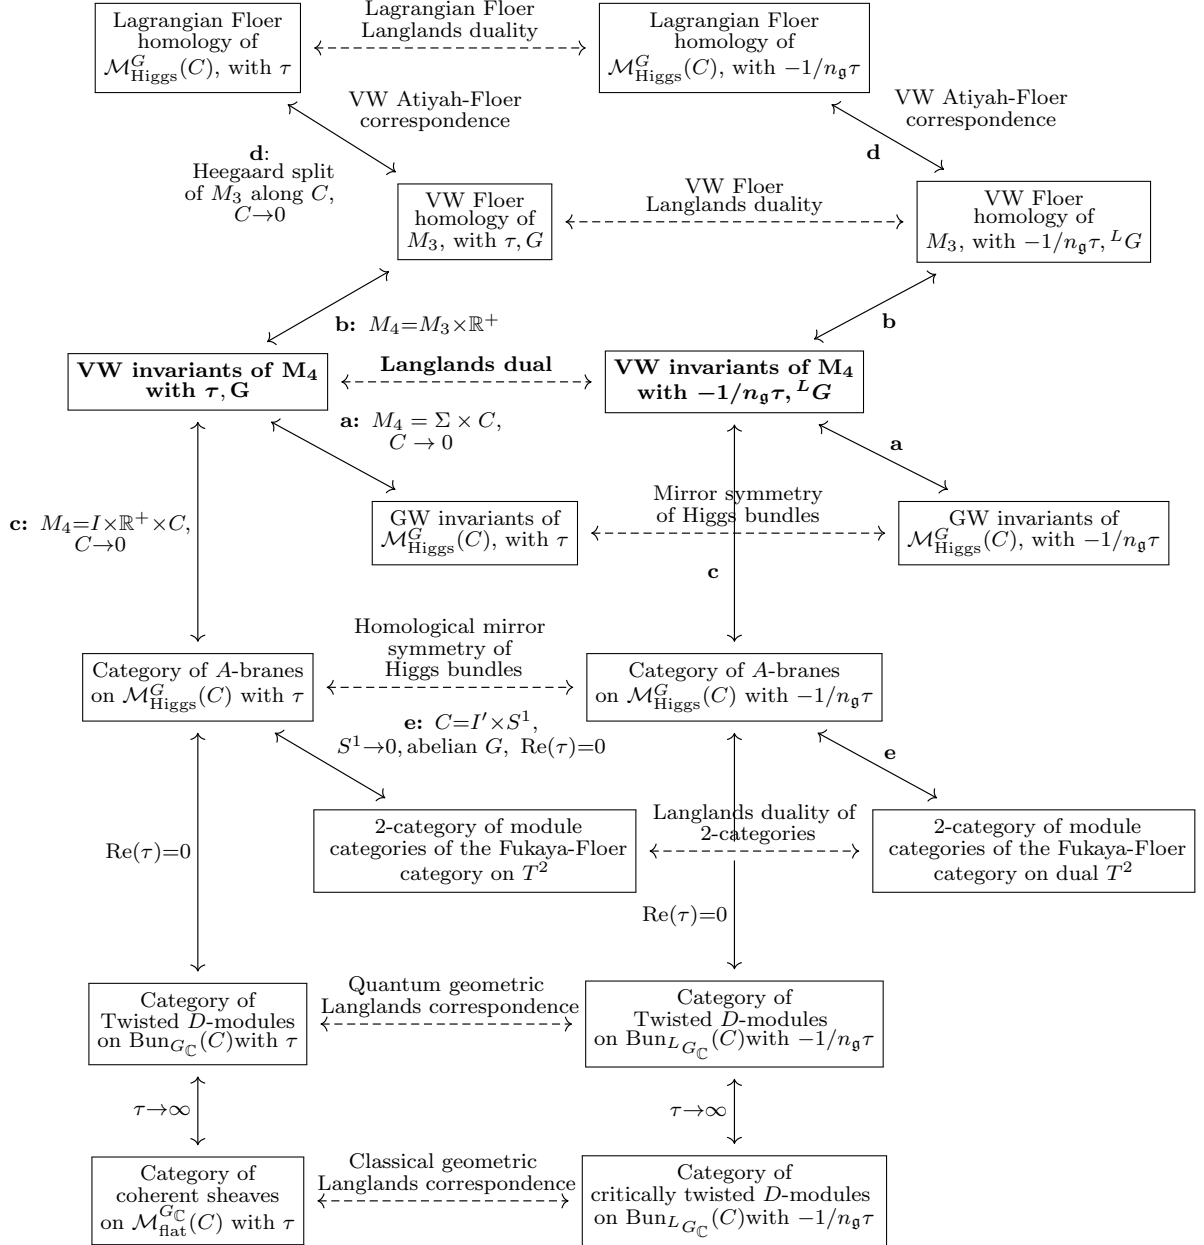 Lagrangian Floer
homology of
$\mathcal{M}^{G}_{\text{Higgs}}(C)$, with $\tau$
Lagrangian Floer
Langlands duality
Lagrangian Floer
homology of
$\mathcal{M}^{G}_{\text{Higgs}}(C)$, with $-1/n_{\mathfrak{g}}\tau$
VW Atiyah-Floer
correspondence
VW Atiyah-Floer
correspondence
d:
Heegaard split
of $M_3$ along $C$,
$C \to 0$
d
VW Floer
homology of
$M_3$, with $\tau, G$
VW Floer
Langlands duality
VW Floer
homology of
$M_3$, with $-1/n_{\mathfrak{g}}\tau, {}^{L}G$
b: $M_4 = M_3 \times \mathbb{R}^+$
b
VW invariants of $M_4$
with $\tau, G$
Langlands dual
VW invariants of $M_4$
with $-1/n_{\mathfrak{g}}\tau, {}^{L}G$
a: $M_4 = \Sigma \times C$,
$C \to 0$
a
c: $M_4 = I \times \mathbb{R}^+ \times C$,
$C \to 0$
GW invariants of
$\mathcal{M}^{G}_{\text{Higgs}}(C)$, with $\tau$
Mirror symmetry
of Higgs bundles
GW invariants of
$\mathcal{M}^{G}_{\text{Higgs}}(C)$, with $-1/n_{\mathfrak{g}}\tau$
c
Category of $A$-branes
on $\mathcal{M}^{G}_{\text{Higgs}}(C)$ with $\tau$
Homological mirror
symmetry of
Higgs bundles
Category of $A$-branes
on $\mathcal{M}^{G}_{\text{Higgs}}(C)$ with $-1/n_{\mathfrak{g}}\tau$
e: $C = I' \times S^1$,
$S^1 \to 0$, abelian $G$, $\text{Re}(\tau) = 0$
e
2-category of module
categories of the Fukaya-Floer
category on $T^2$
Langlands duality of
2-categories
2-category of module
categories of the Fukaya-Floer
category on dual $T^2$
$\text{Re}(\tau) = 0$
$\text{Re}(\tau) = 0$
Category of
Twisted $D$-modules
on $\text{Bun}_{G_{\mathbb{C}}}(C)$with $\tau$
Quantum geometric
Langlands correspondence
Category of
Twisted $D$-modules
on $\text{Bun}_{{}^{L}G_{\mathbb{C}}}(C)$with $-1/n_{\mathfrak{g}}\tau$
$\tau \to \infty$
$\tau \to \infty$
Category of
coherent sheaves
on $\mathcal{M}^{G_{\mathbb{C}}}_{\text{flat}}(C)$ with $\tau$
Classical geometric
Langlands correspondence
Category of
critically twisted $D$-modules
on $\text{Bun}_{{}^{L}G_{\mathbb{C}}}(C)$with $-1/n_{\mathfrak{g}}\tau$